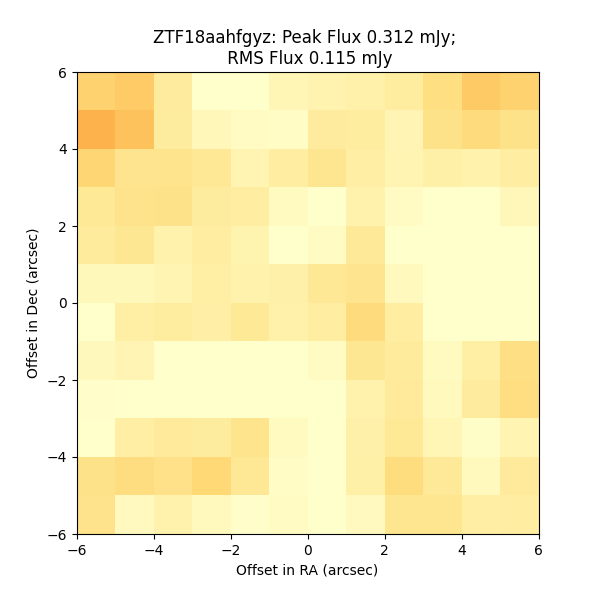 ZTF18aahfgyz: Peak Flux 0.312 mJy;
RMS Flux 0.115 mJy
6
4
2
0
−2
−4
−6
Offset in Dec (arcsec)
−6 −4 −2 0 2 4 6
Offset in RA (arcsec)